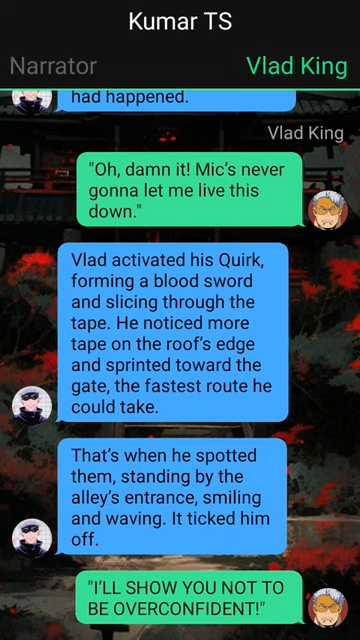 Kumar TS
Narrator Vlad King
had happened.
Vlad King
"Oh, damn it! Mic's never
gonna let me live this
down."
Vlad activated his Quirk,
forming a blood sword
and slicing through the
tape. He noticed more
tape on the roof's edge
and sprinted toward the
gate, the fastest route he
could take.
That's when he spotted
them, standing by the
alley's entrance, smiling
and waving. It ticked him
off.
"I'LL SHOW YOU NOT TO
BE OVERCONFIDENT!"